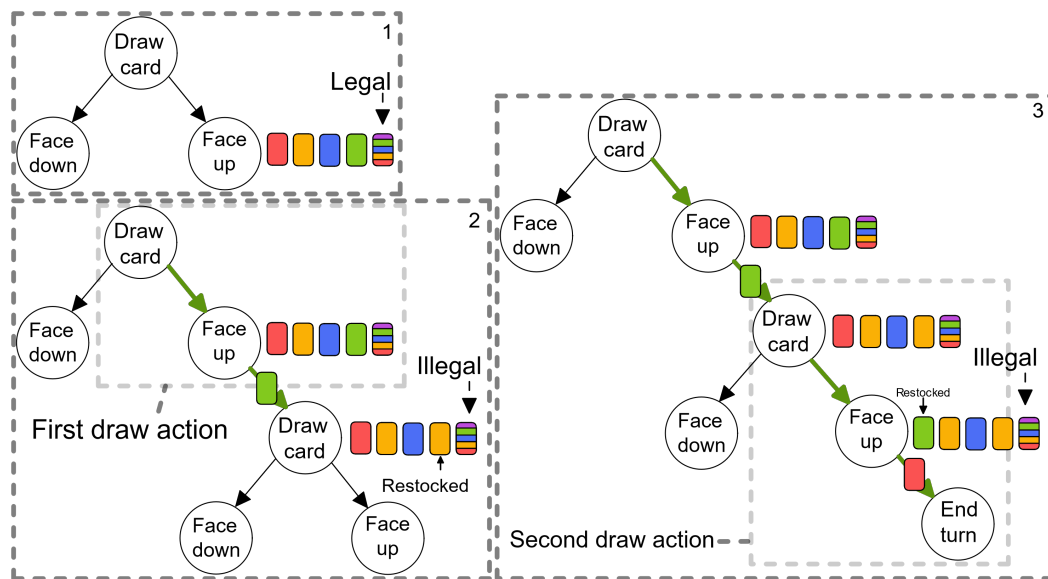 1
Draw
card
Legal
Face
down
Face
up
2
Draw
card
Face
down
Face
up
Illegal
First draw action
Draw
card
Restocked
Face
down
Face
up
3
Draw
card
Face
down
Face
up
Draw
card
Illegal
Restocked
Face
down
Face
up
End
turn
Second draw action